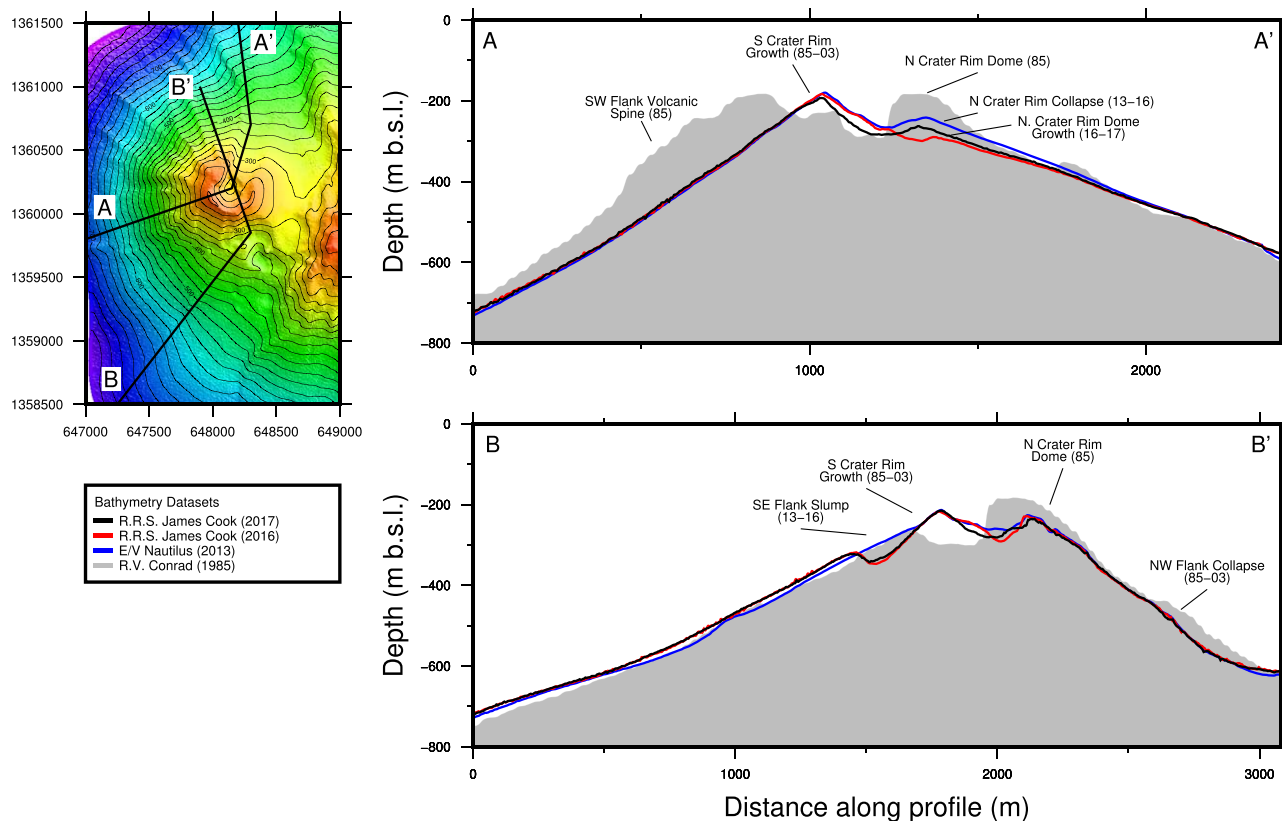 1361500
1361000
1360500
1360000
1359500
1359000
1358500
647000 647500 648000 648500 649000
A'
B'
A
B
Bathymetry Datasets
R.R.S. James Cook (2017)
R.R.S. James Cook (2016)
E/V Nautilus (2013)
R.V. Conrad (1985)
A
A'
Depth (m b.s.l.)
0
−200
−400
−600
−800
0 1000 2000
S Crater Rim
Growth (85−03)
SW Flank Volcanic
Spine (85)
N Crater Rim Dome (85)
N Crater Rim Collapse (13−16)
N. Crater Rim Dome
Growth (16−17)
B
B'
Depth (m b.s.l.)
0
−200
−400
−600
−800
0 1000 2000 3000
S Crater Rim
Growth (85−03)
SE Flank Slump
(13−16)
N Crater Rim
Dome (85)
NW Flank Collapse
(85−03)
Distance along profile (m)